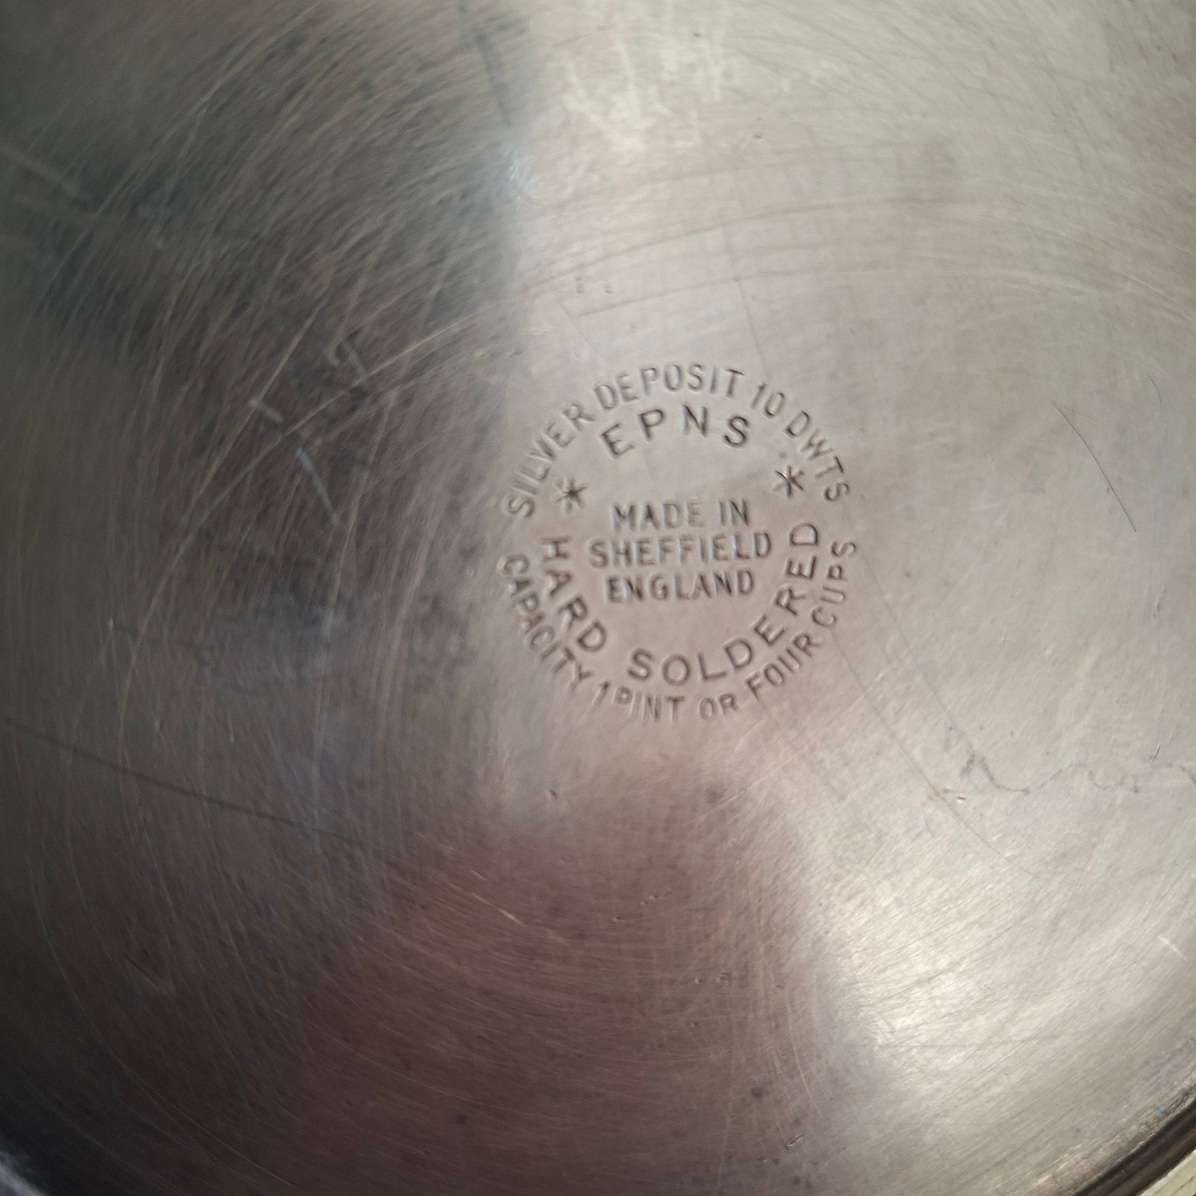 SILVER DEPOSIT 10 DWTS
EPNS
* *
MADE IN
SHEFFIELD
ENGLAND
HARD SOLDERED
CAPACITY 1 PINT OR FOUR CUPS